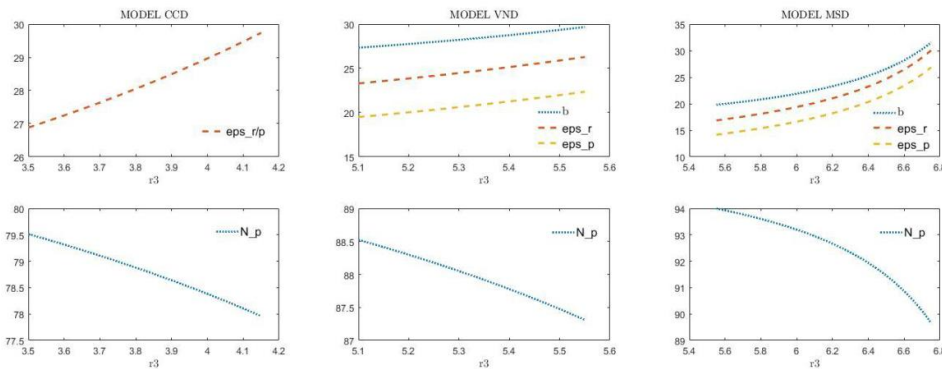 MODEL CCD
30
29
28
27
26
eps_r/p
3.5 3.6 3.7 3.8 3.9 4 4.1 4.2
r3
MODEL VND
30
25
20
15
b
eps_r
eps_p
5.1 5.2 5.3 5.4 5.5 5.6
r3
MODEL MSD
35
30
25
20
15
10
b
eps_r
eps_p
5.4 5.6 5.8 6 6.2 6.4 6.6 6.8
r3
80
79.5
79
78.5
78
77.5
N_p
3.5 3.6 3.7 3.8 3.9 4 4.1 4.2
r3
89
88.5
88
87.5
87
N_p
5.1 5.2 5.3 5.4 5.5 5.6
r3
94
93
92
91
90
89
N_p
5.4 5.6 5.8 6 6.2 6.4 6.6 6.8
r3